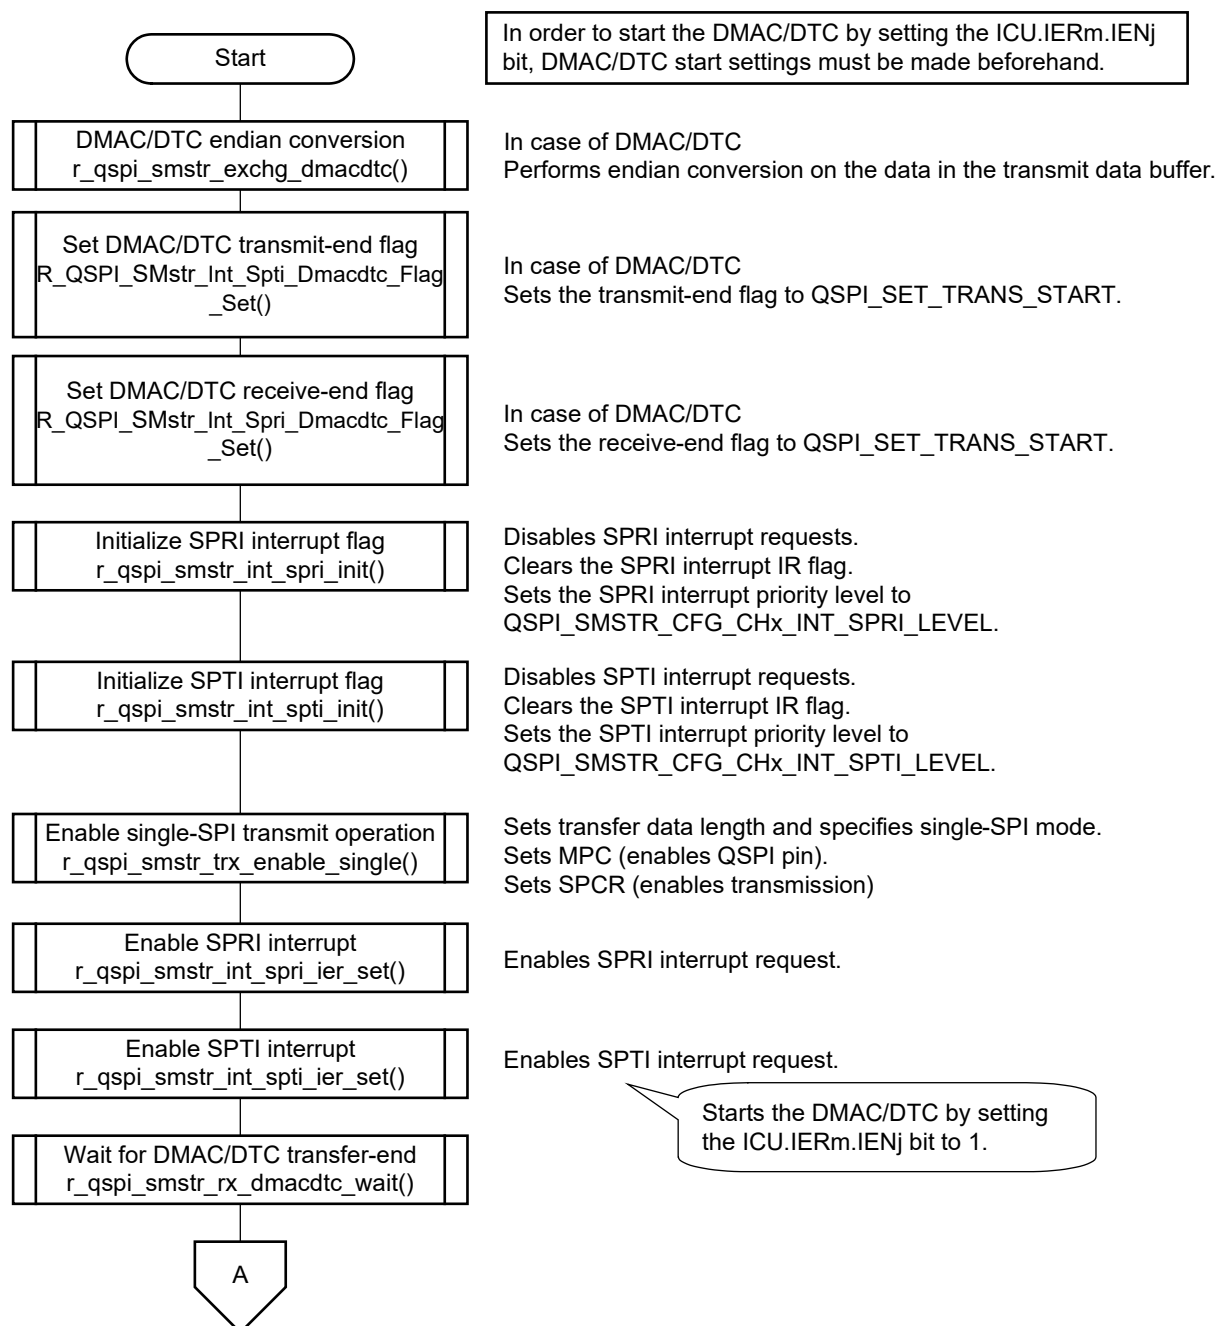 In order to start the DMAC/DTC by setting the ICU.IERm.IENj
bit, DMAC/DTC start settings must be made beforehand.
Start
DMAC/DTC endian conversion
r_qspi_smstr_exchg_dmacdtc()
In case of DMAC/DTC
Performs endian conversion on the data in the transmit data buffer.
Set DMAC/DTC transmit-end flag
R_QSPI_SMstr_Int_Spti_Dmacdtc_Flag
_Set()
In case of DMAC/DTC
Sets the transmit-end flag to QSPI_SET_TRANS_START.
Set DMAC/DTC receive-end flag
R_QSPI_SMstr_Int_Spri_Dmacdtc_Flag
_Set()
In case of DMAC/DTC
Sets the receive-end flag to QSPI_SET_TRANS_START.
Initialize SPRI interrupt flag
r_qspi_smstr_int_spri_init()
Disables SPRI interrupt requests.
Clears the SPRI interrupt IR flag.
Sets the SPRI interrupt priority level to
QSPI_SMSTR_CFG_CHx_INT_SPRI_LEVEL.
Initialize SPTI interrupt flag
r_qspi_smstr_int_spti_init()
Disables SPTI interrupt requests.
Clears the SPTI interrupt IR flag.
Sets the SPTI interrupt priority level to
QSPI_SMSTR_CFG_CHx_INT_SPTI_LEVEL.
Enable single-SPI transmit operation
r_qspi_smstr_trx_enable_single()
Sets transfer data length and specifies single-SPI mode.
Sets MPC (enables QSPI pin).
Sets SPCR (enables transmission)
Enable SPRI interrupt
r_qspi_smstr_int_spri_ier_set()
Enables SPRI interrupt request.
Enable SPTI interrupt
r_qspi_smstr_int_spti_ier_set()
Enables SPTI interrupt request.
Starts the DMAC/DTC by setting
the ICU.IERm.IENj bit to 1.
Wait for DMAC/DTC transfer-end
r_qspi_smstr_rx_dmacdtc_wait()
A